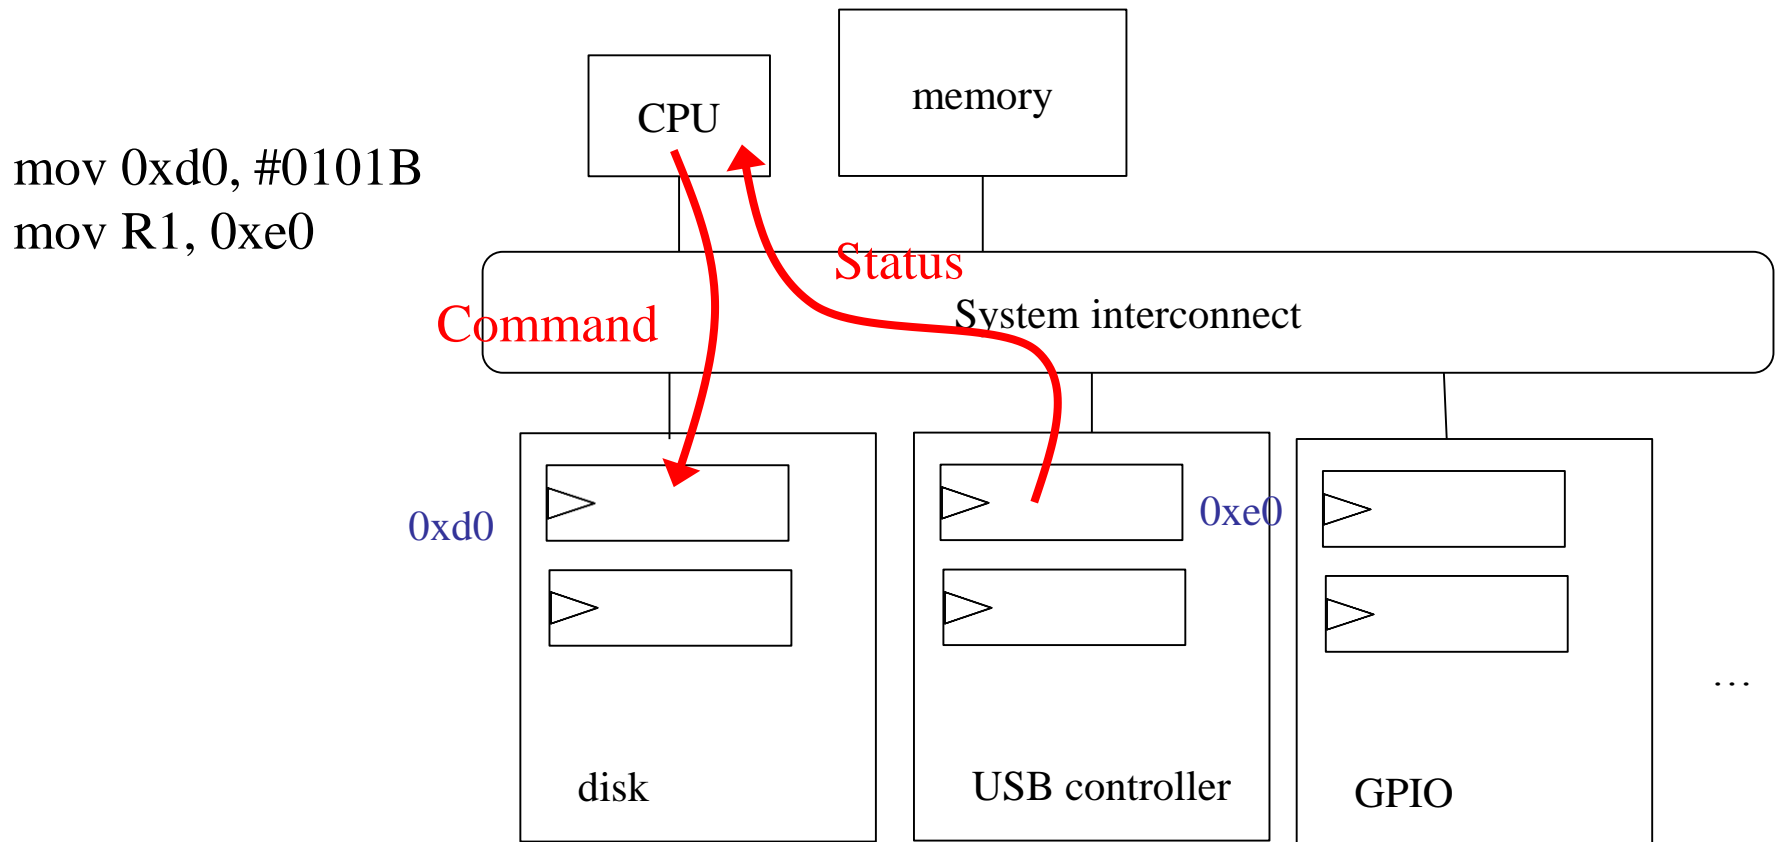 memory
CPU
mov 0xd0, #0101B
mov R1, 0xe0
Status
System interconnect
Command
0xd0
0xe0
…
disk
USB controller
GPIO